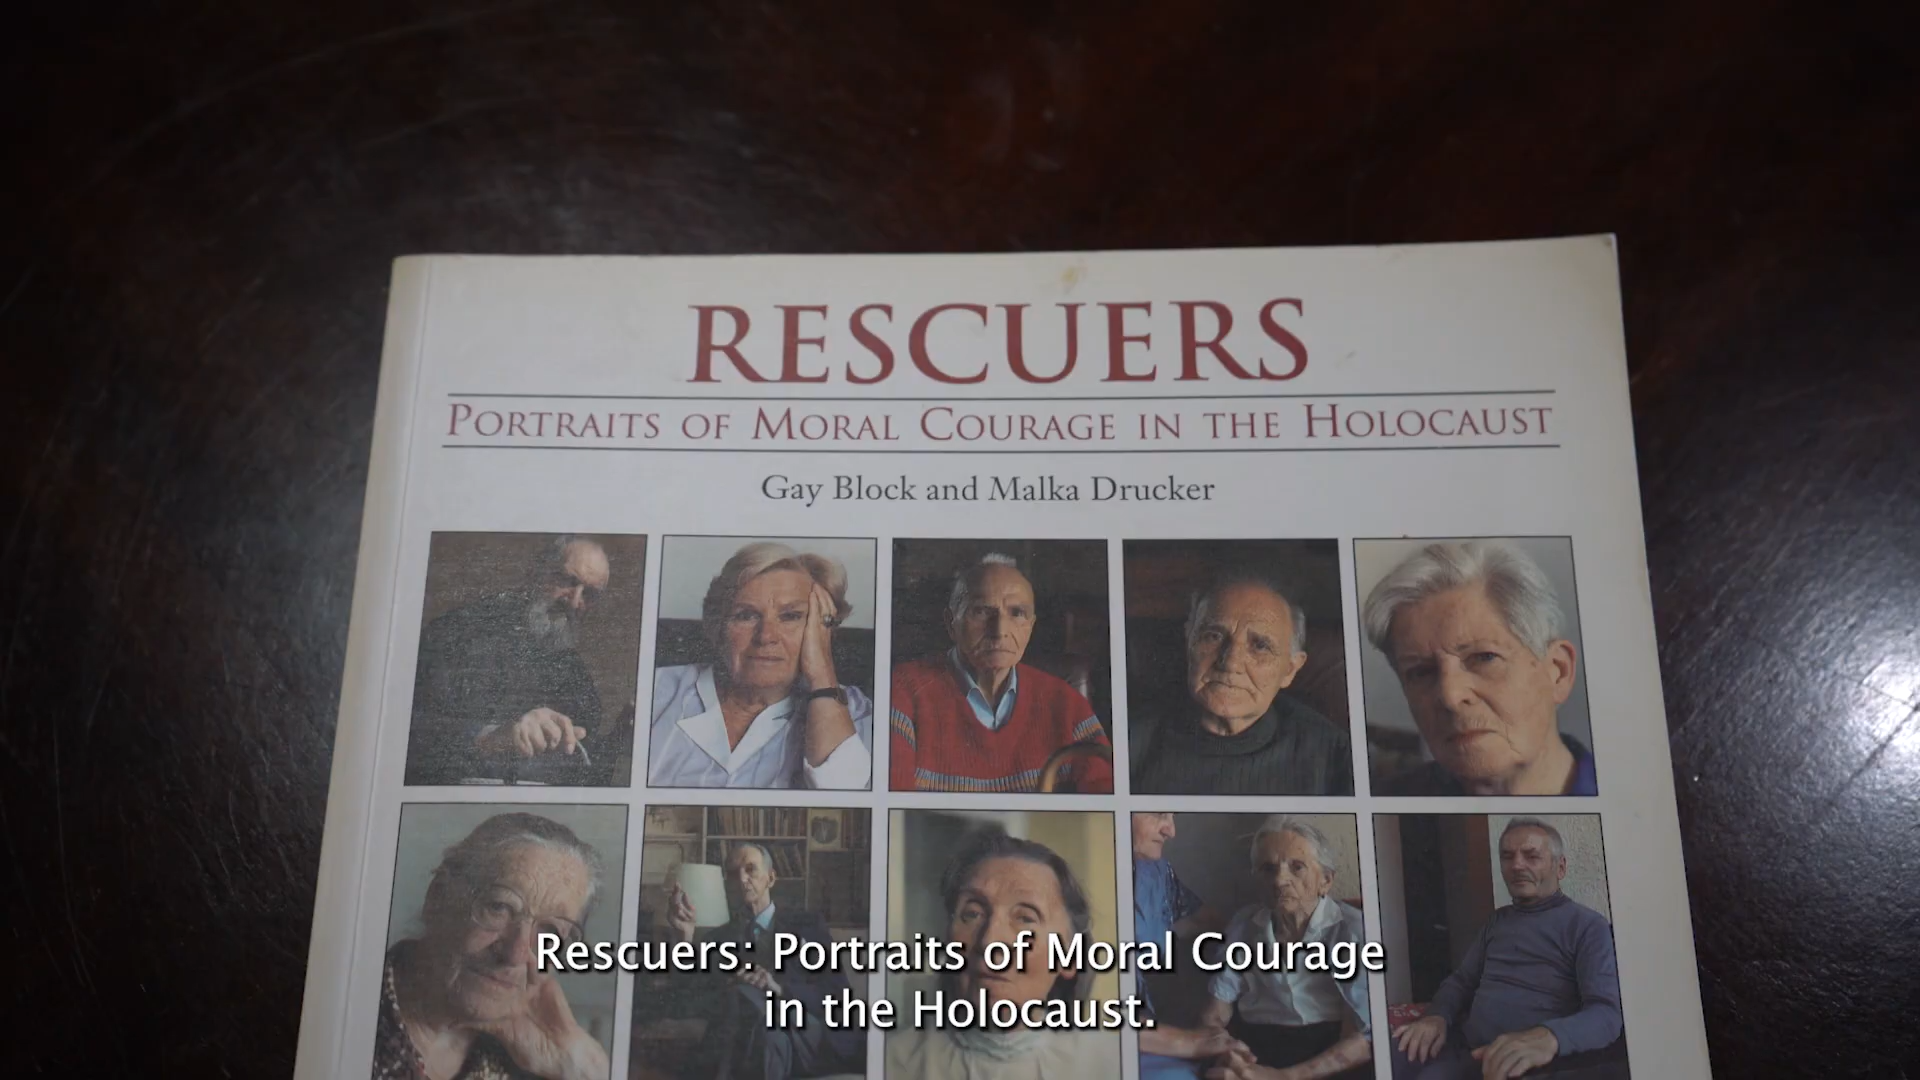 RESCUERS
PORTRAITS OF MORAL COURAGE IN THE HOLOCAUST
Gay Block and Malka Drucker
Rescuers: Portraits of Moral Courage
in the Holocaust.